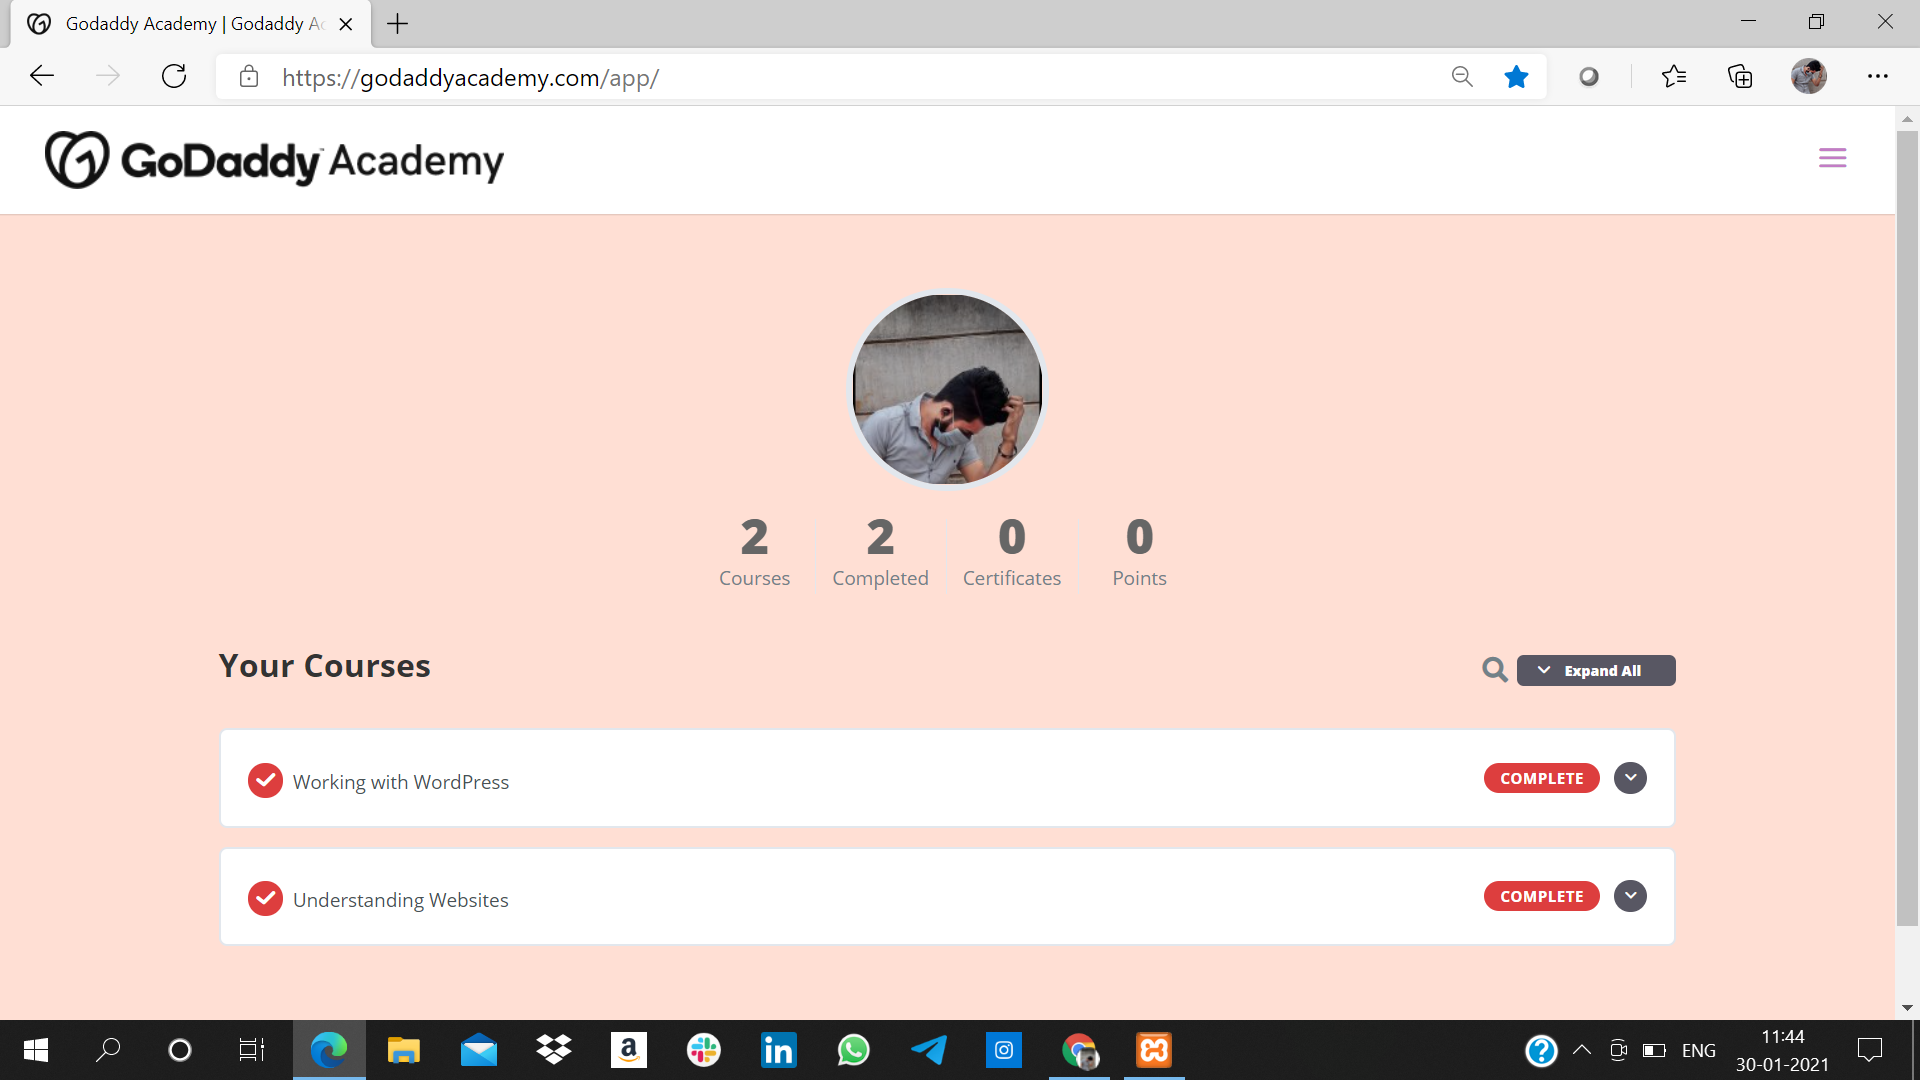 Godaddy Academy | Godaddy Ac
https://godaddyacademy.com/app/
GoDaddy™ Academy
2 2 0 0
Courses Completed Certificates Points
Your Courses
Expand All
Working with WordPress COMPLETE
Understanding Websites COMPLETE
ENG 11:44
30-01-2021